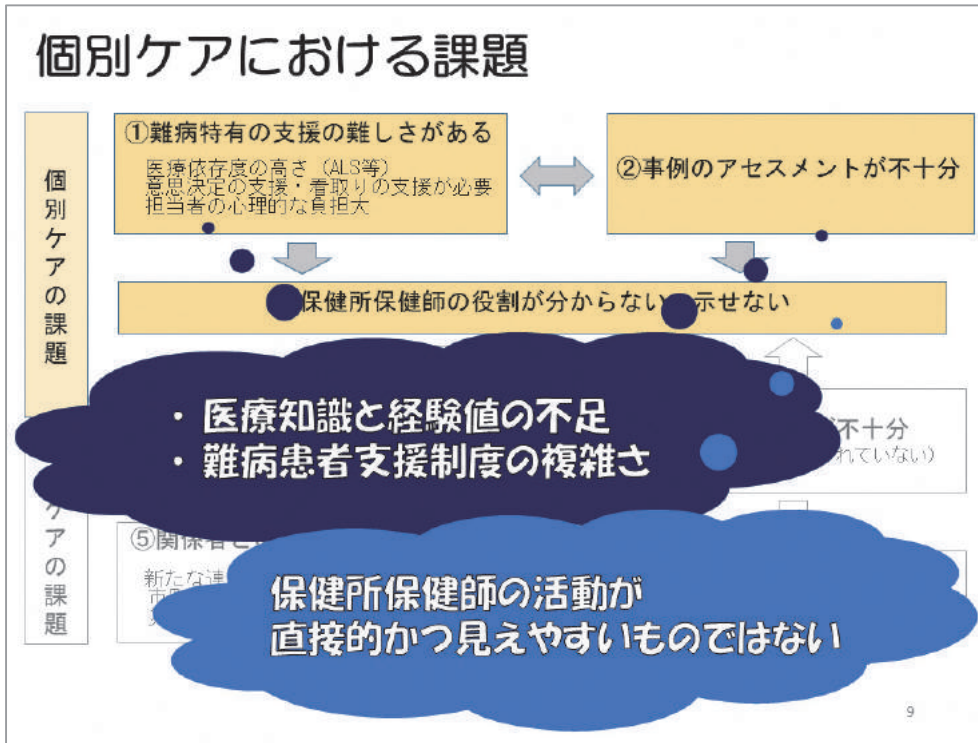 個別ケアにおける課題
個別ケアの課題
①難病特有の支援の難しさがある
医療依存度の高さ（ALS等）
意思決定の支援・看取りの支援が必要
担当者の心理的な負担大
②事例のアセスメントが不十分
保健所保健師の役割が分からない
示せない
・ 医療知識と経験値の不足
・ 難病患者支援制度の複雑さ
不十分
れていない）
ケアの課題
⑤関係者と
新たな連
保健所保健師の活動が
直接的かつ見えやすいものではない
9